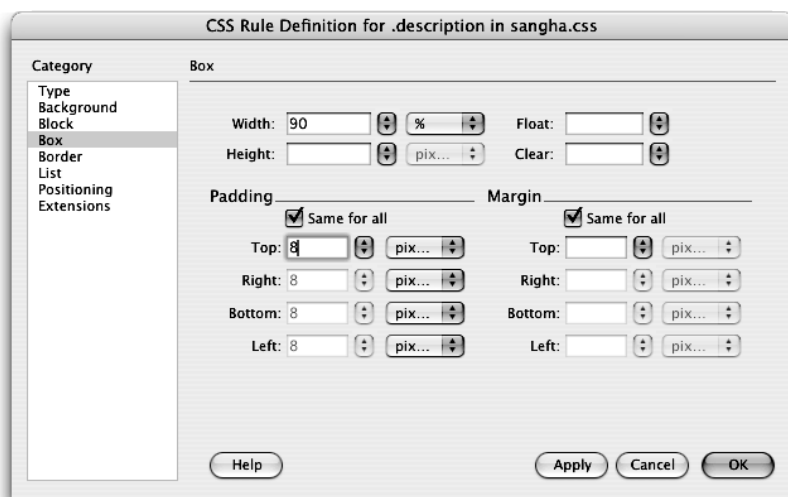 CSS Rule Definition for .description in sangha.css
Category
Type
Background
Block
Box
Border
List
Positioning
Extensions
Box
Width: 90 % Float:
Height: pix... Clear:
Padding Margin
Same for all Same for all
Top: 8 pix... Top: pix...
Right: 8 pix... Right: pix...
Bottom: 8 pix... Bottom: pix...
Left: 8 pix... Left: pix...
Help Apply Cancel OK